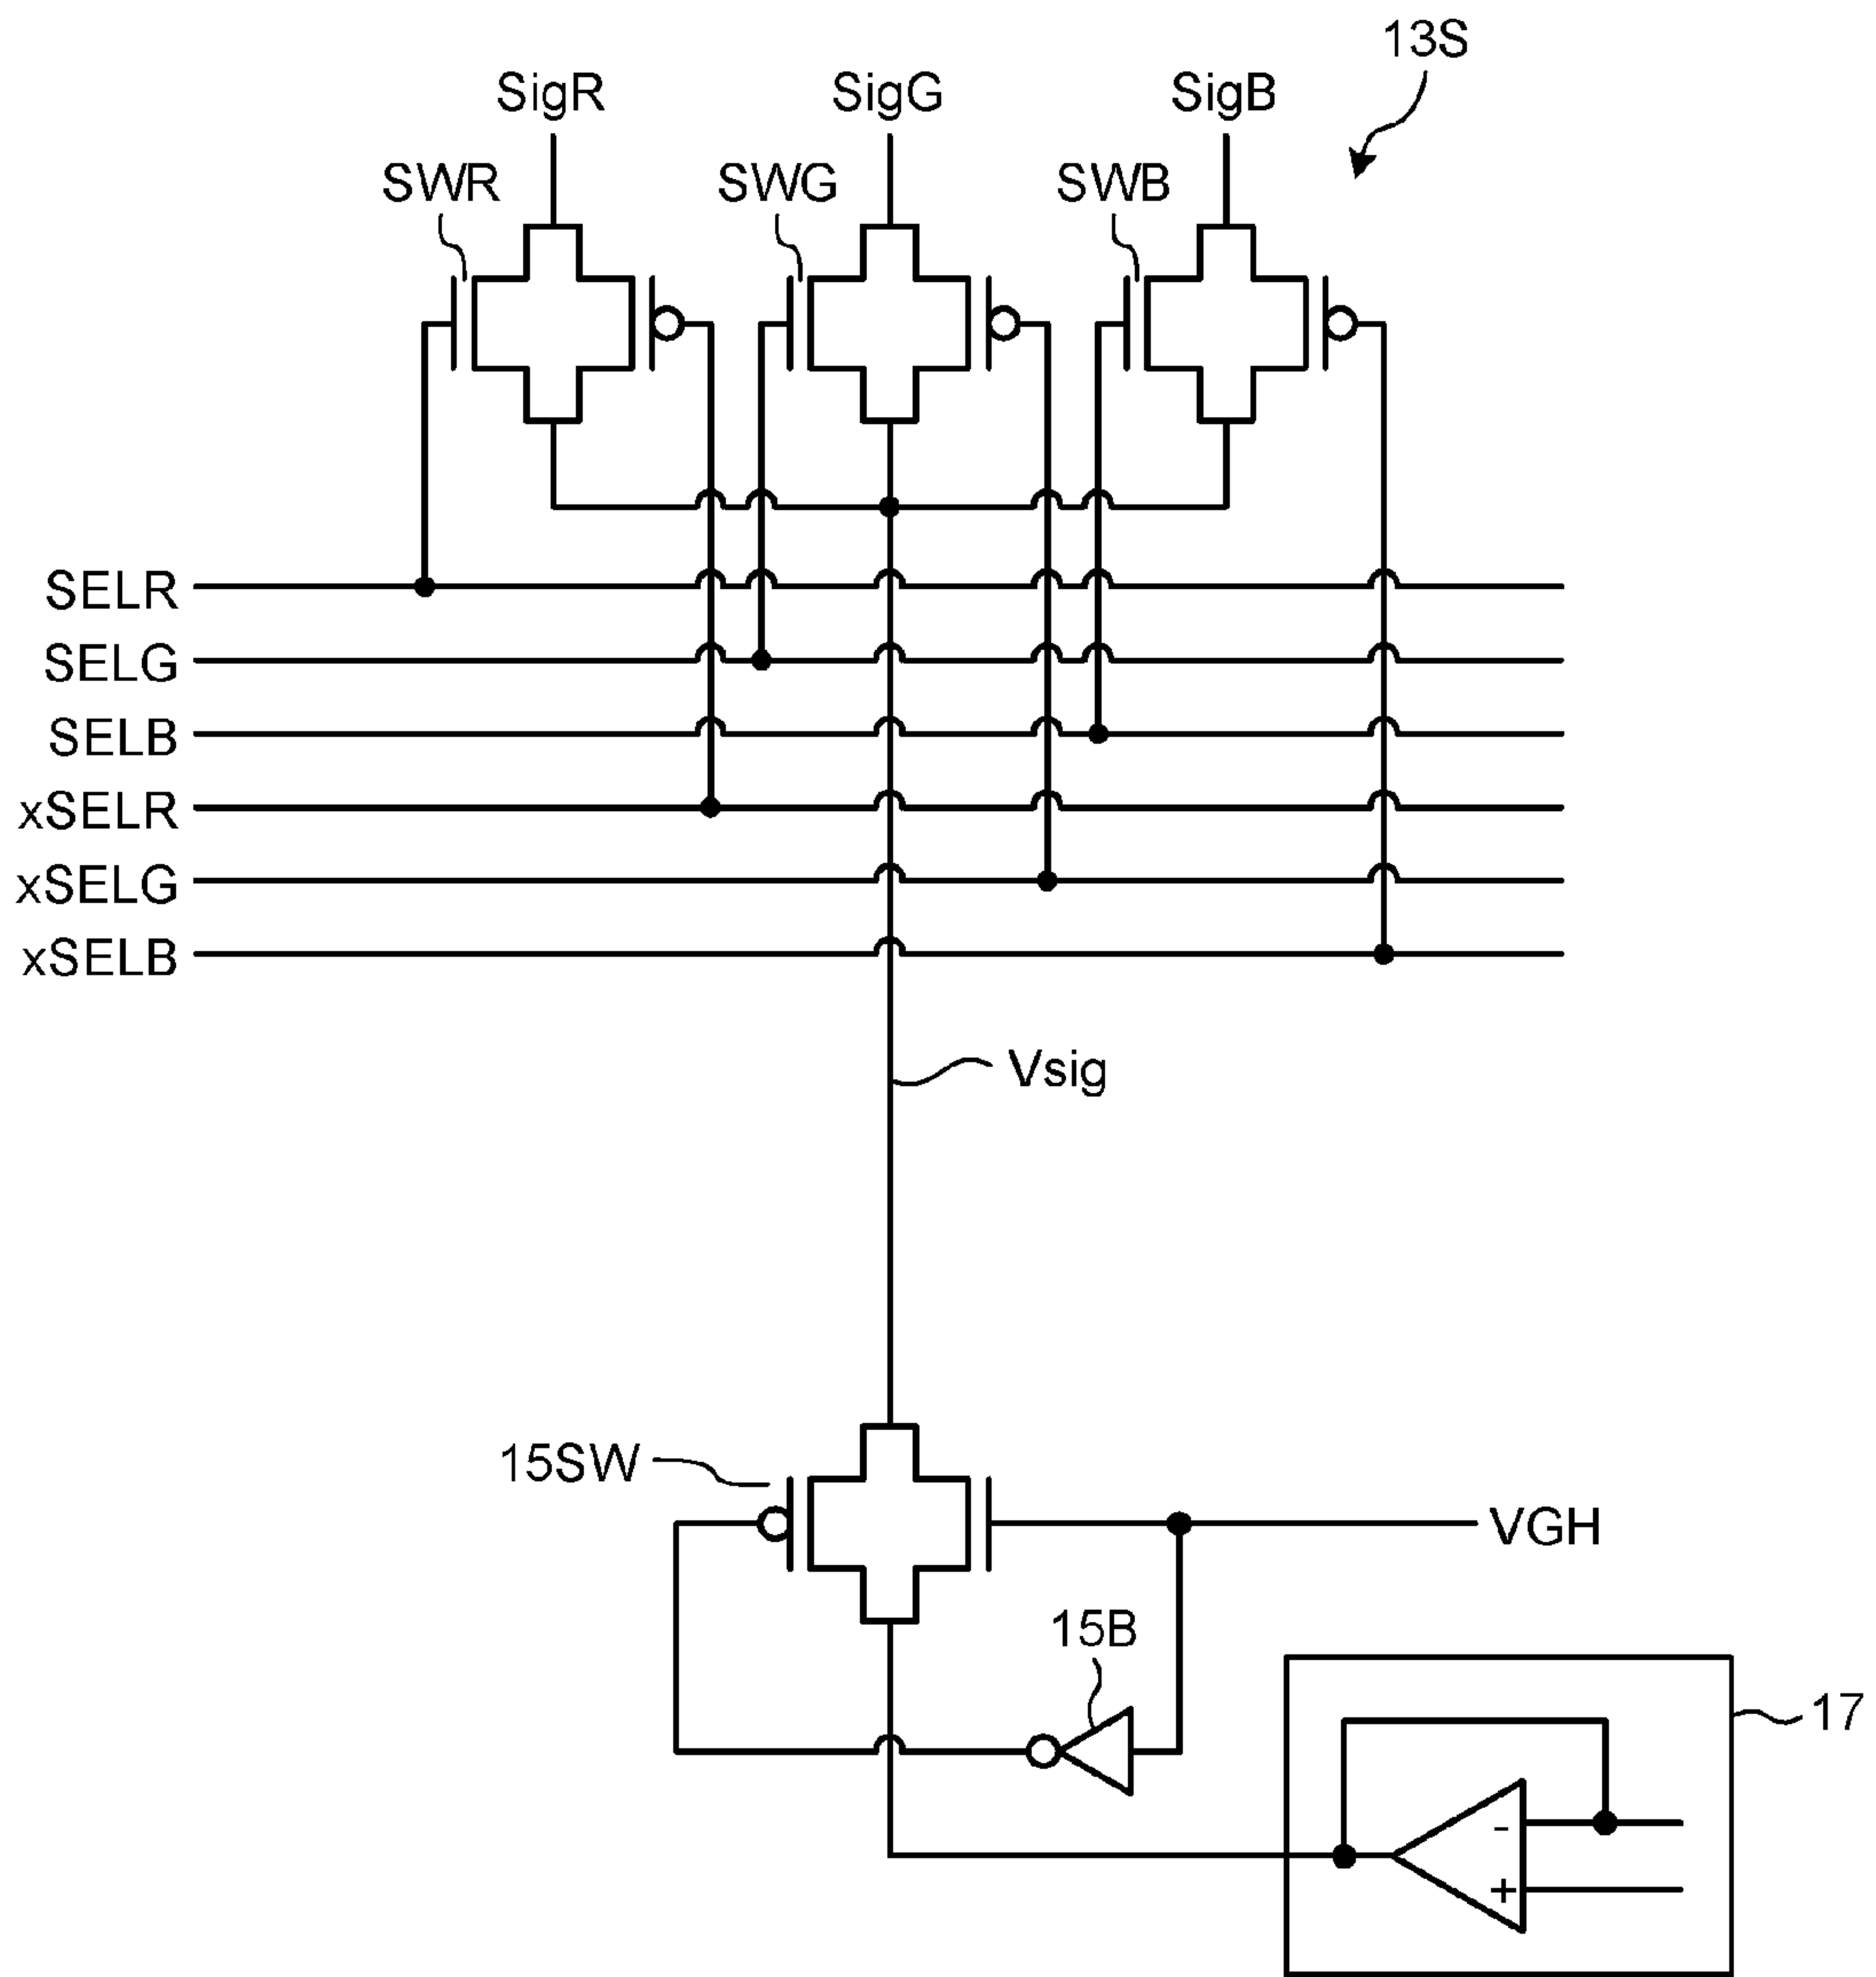 13S
SigR SigG SigB
SWR SWG SWB
SELR
SELG
SELB
xSELR
xSELG
xSELB
Vsig
15SW
VGH
15B
17
-
+